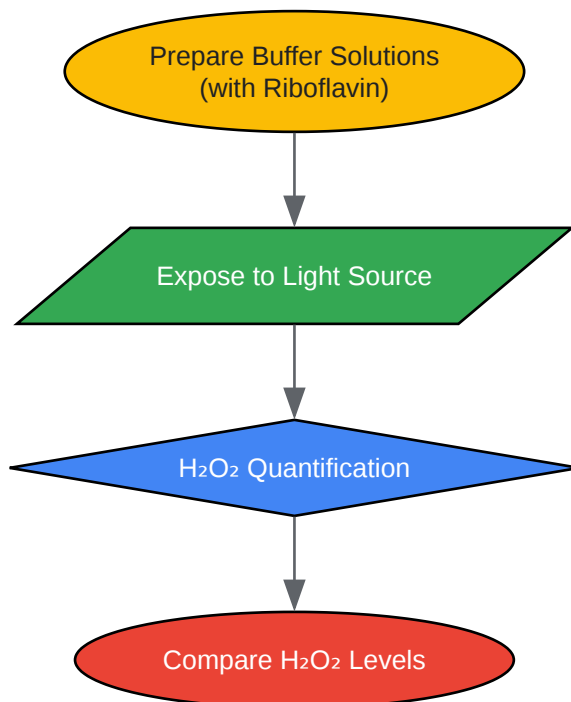 Prepare Buffer Solutions
(with Riboflavin)
Expose to Light Source
H₂O₂ Quantification
Compare H₂O₂ Levels